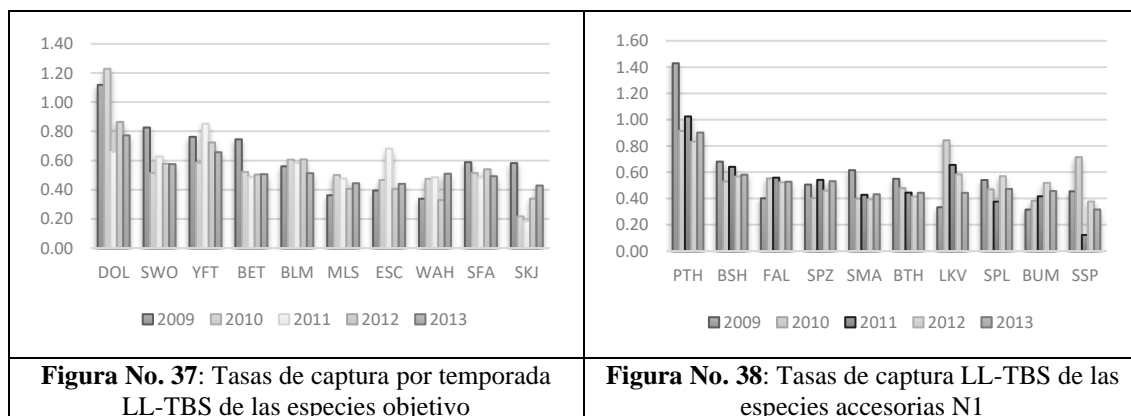 1.40
1.20
1.00
0.80
0.60
0.40
0.20
0.00
DOL SWO YFT BET BLM MLS ESC WAH SFA SKJ
2009 2010 2011 2012 2013
Figura No. 37: Tasas de captura por temporada
LL-TBS de las especies objetivo
1.60
1.40
1.20
1.00
0.80
0.60
0.40
0.20
0.00
PTH BSH FAL SPZ SMA BTH LKV SPL BUM SSP
2009 2010 2011 2012 2013
Figura No. 38: Tasas de captura LL-TBS de las
especies accesorias N1